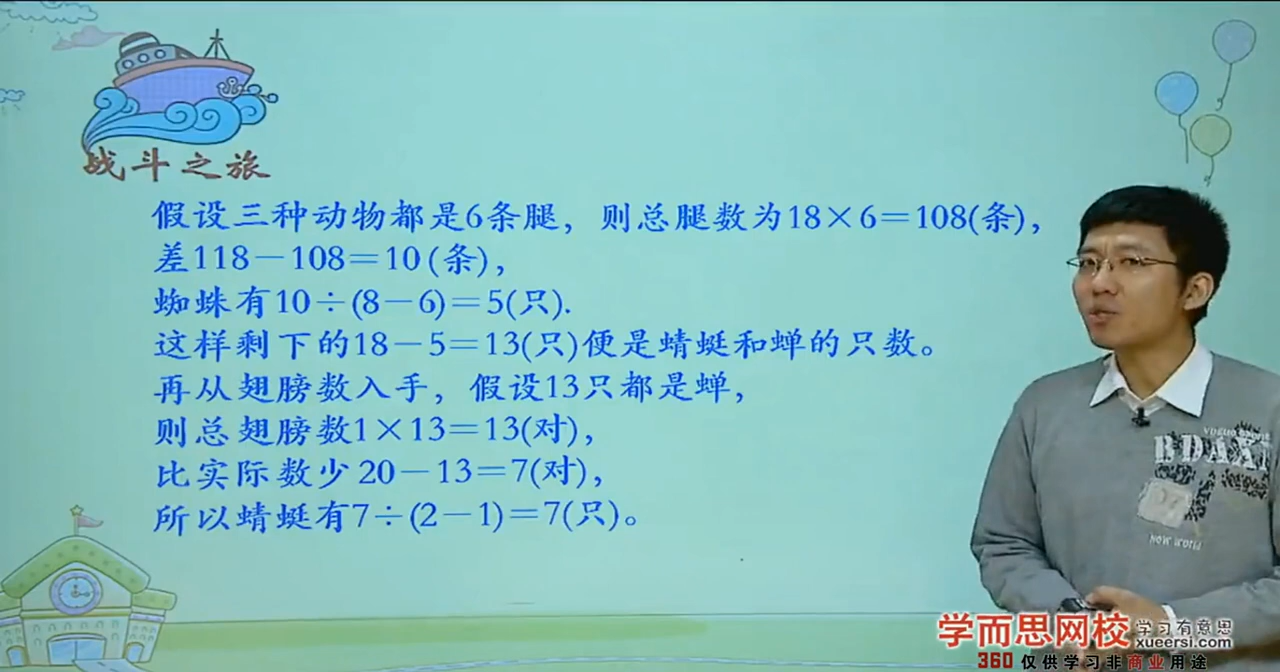 战斗之旅
假设三种动物都是6条腿，则总腿数为18×6=108(条)，
差118－108=10(条)，
蜘蛛有10÷(8－6)=5(只).
这样剩下的18－5=13(只)便是蜻蜓和蝉的只数。
再从翅膀数入手，假设13只都是蝉，
则总翅膀数1×13=13(对)，
比实际数少20－13=7(对)，
所以蜻蜓有7÷(2－1)=7(只)。
BDAX
how world
学而思网校 学习有意思
xueersi.com
360仅供学习非商业用途